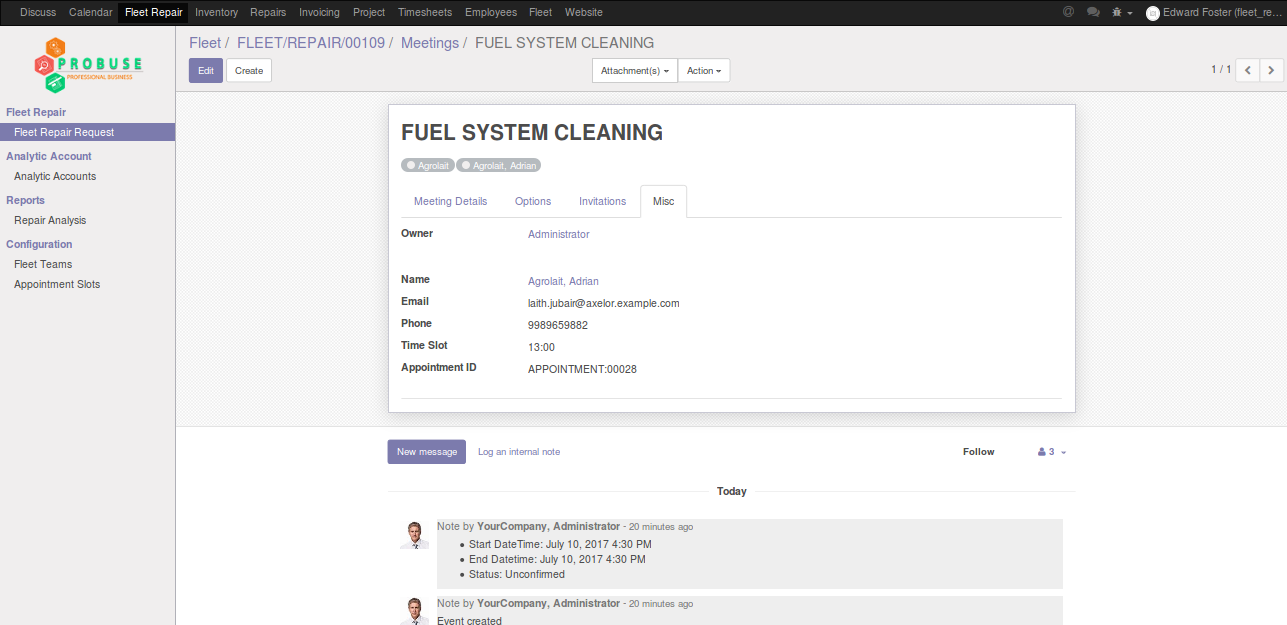 Discuss Calendar Fleet Repair Inventory Repairs Invoicing Project Timesheets Employees Fleet Website @ Edward Foster (fleet_re...
PROBUSE
PROFESSIONAL BUSINESS
Fleet Repair
Fleet Repair Request
Analytic Account
Analytic Accounts
Reports
Repair Analysis
Configuration
Fleet Teams
Appointment Slots
Fleet / FLEET/REPAIR/00109 / Meetings / FUEL SYSTEM CLEANING
Edit Create Attachment(s) Action 1 / 1
FUEL SYSTEM CLEANING
Agrolait Agrolait, Adrian
Meeting Details Options Invitations Misc
Owner Administrator
Name Agrolait, Adrian
Email laith.jubair@axelor.example.com
Phone 9989659882
Time Slot 13:00
Appointment ID APPOINTMENT:00028
New message Log an internal note Follow 3
Today
Note by YourCompany, Administrator - 20 minutes ago
• Start DateTime: July 10, 2017 4:30 PM
• End Datetime: July 10, 2017 4:30 PM
• Status: Unconfirmed
Note by YourCompany, Administrator - 20 minutes ago
Event created